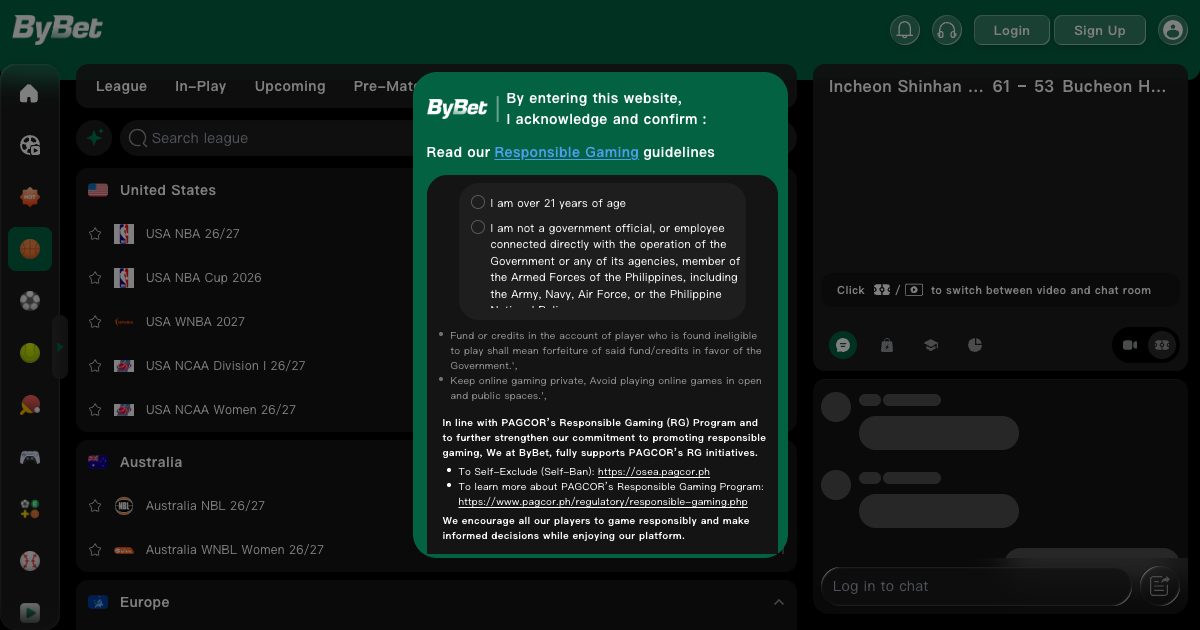 ByBet
Login
Sign Up
League In-Play Upcoming Pre-Mat
Search league
United States
USA NBA 26/27
USA NBA Cup 2026
USA WNBA 2027
USA NCAA Division I 26/27
USA NCAA Women 26/27
Australia
Australia NBL 26/27
Australia WNBL Women 26/27
Europe
HOT
NBL
ByBet
By entering this website,
I acknowledge and confirm :
Read our Responsible Gaming guidelines
I am over 21 years of age
I am not a government official, or employee
connected directly with the operation of the
Government or any of its agencies, member of
the Armed Forces of the Philippines, including
the Army, Navy, Air Force, or the Philippine
Fund or credits in the account of player who is found ineligible
to play shall mean forfeiture of said fund/credits in favor of the
Government.',
Keep online gaming private, Avoid playing online games in open
and public spaces.',
In line with PAGCOR's Responsible Gaming (RG) Program and
to further strengthen our commitment to promoting responsible
gaming, We at ByBet, fully supports PAGCOR's RG initiatives.
To Self-Exclude (Self-Ban): https://osea.pagcor.ph
To learn more about PAGCOR's Responsible Gaming Program:
https://www.pagcor.ph/regulatory/responsible-gaming.php
We encourage all our players to game responsibly and make
informed decisions while enjoying our platform.
Incheon Shinhan ... 61 - 53 Bucheon H...
Click / to switch between video and chat room
Log in to chat